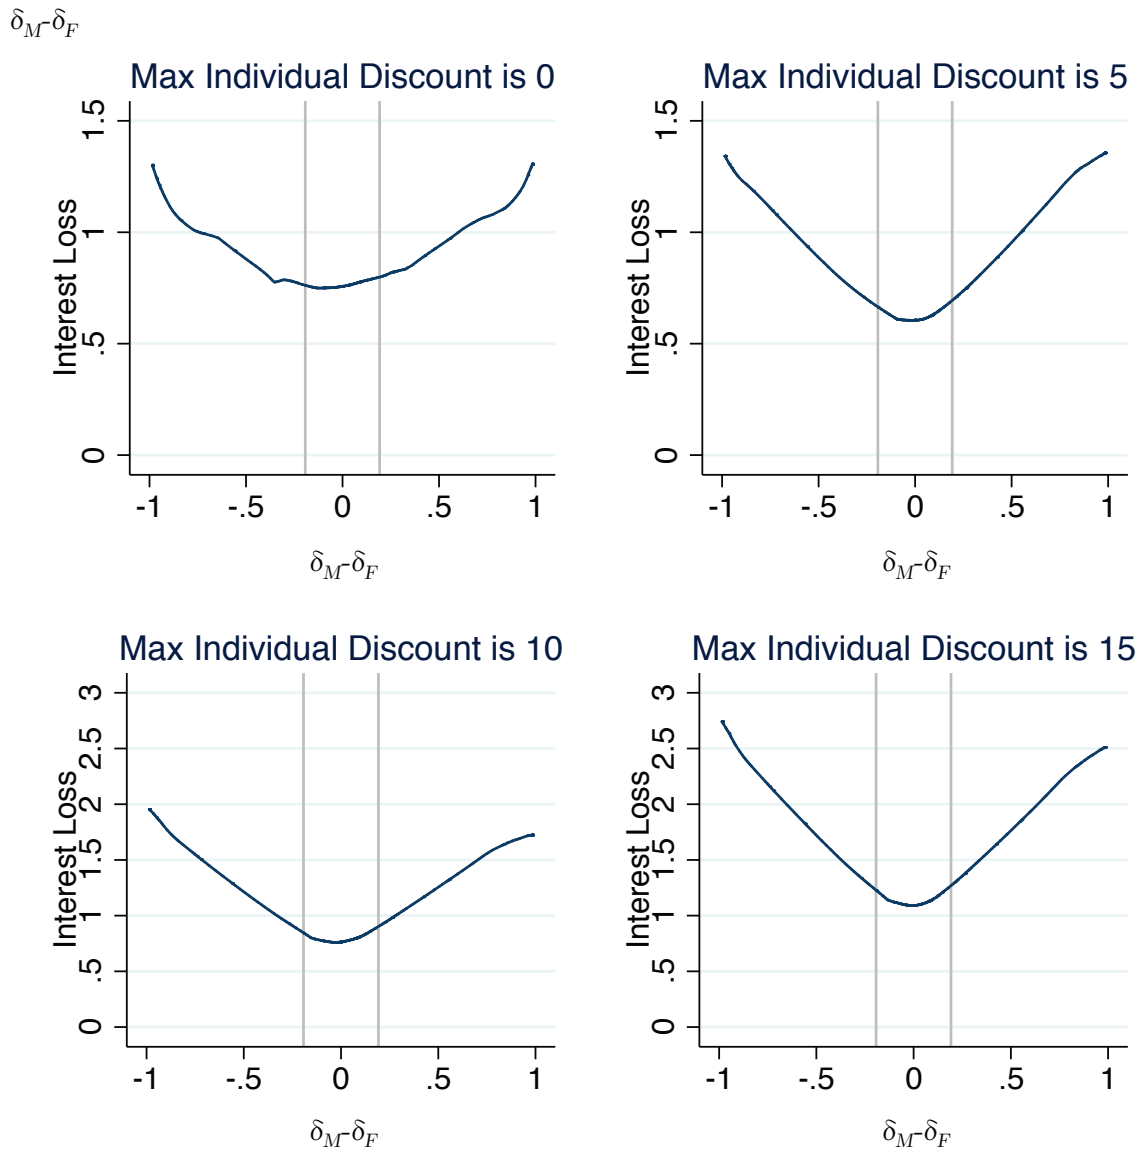 δM-δF
Max Individual Discount is 0
Interest Loss
1.5
1
.5
0
-1 -.5 0 .5 1
δM-δF
Max Individual Discount is 5
Interest Loss
1.5
1
.5
0
-1 -.5 0 .5 1
δM-δF
Max Individual Discount is 10
Interest Loss
3
2.5
2
1.5
1
.5
0
-1 -.5 0 .5 1
δM-δF
Max Individual Discount is 15
Interest Loss
3
2.5
2
1.5
1
.5
0
-1 -.5 0 .5 1
δM-δF